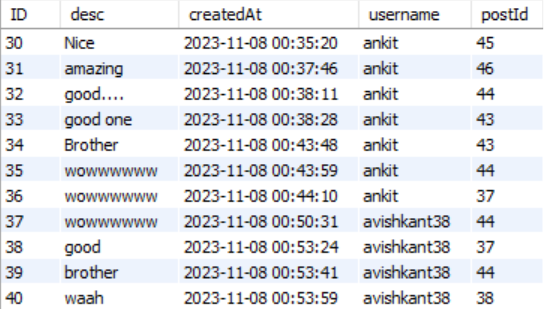 ID desc createdAt username postId
30 Nice 2023-11-08 00:35:20 ankit 45
31 amazing 2023-11-08 00:37:46 ankit 46
32 good.... 2023-11-08 00:38:11 ankit 44
33 good one 2023-11-08 00:38:28 ankit 43
34 Brother 2023-11-08 00:43:48 ankit 43
35 wowwwwww 2023-11-08 00:43:59 ankit 44
36 wowwwwww 2023-11-08 00:44:10 ankit 37
37 wowwwwww 2023-11-08 00:50:31 avishkant38 44
38 good 2023-11-08 00:53:24 avishkant38 37
39 brother 2023-11-08 00:53:41 avishkant38 44
40 waah 2023-11-08 00:53:59 avishkant38 38